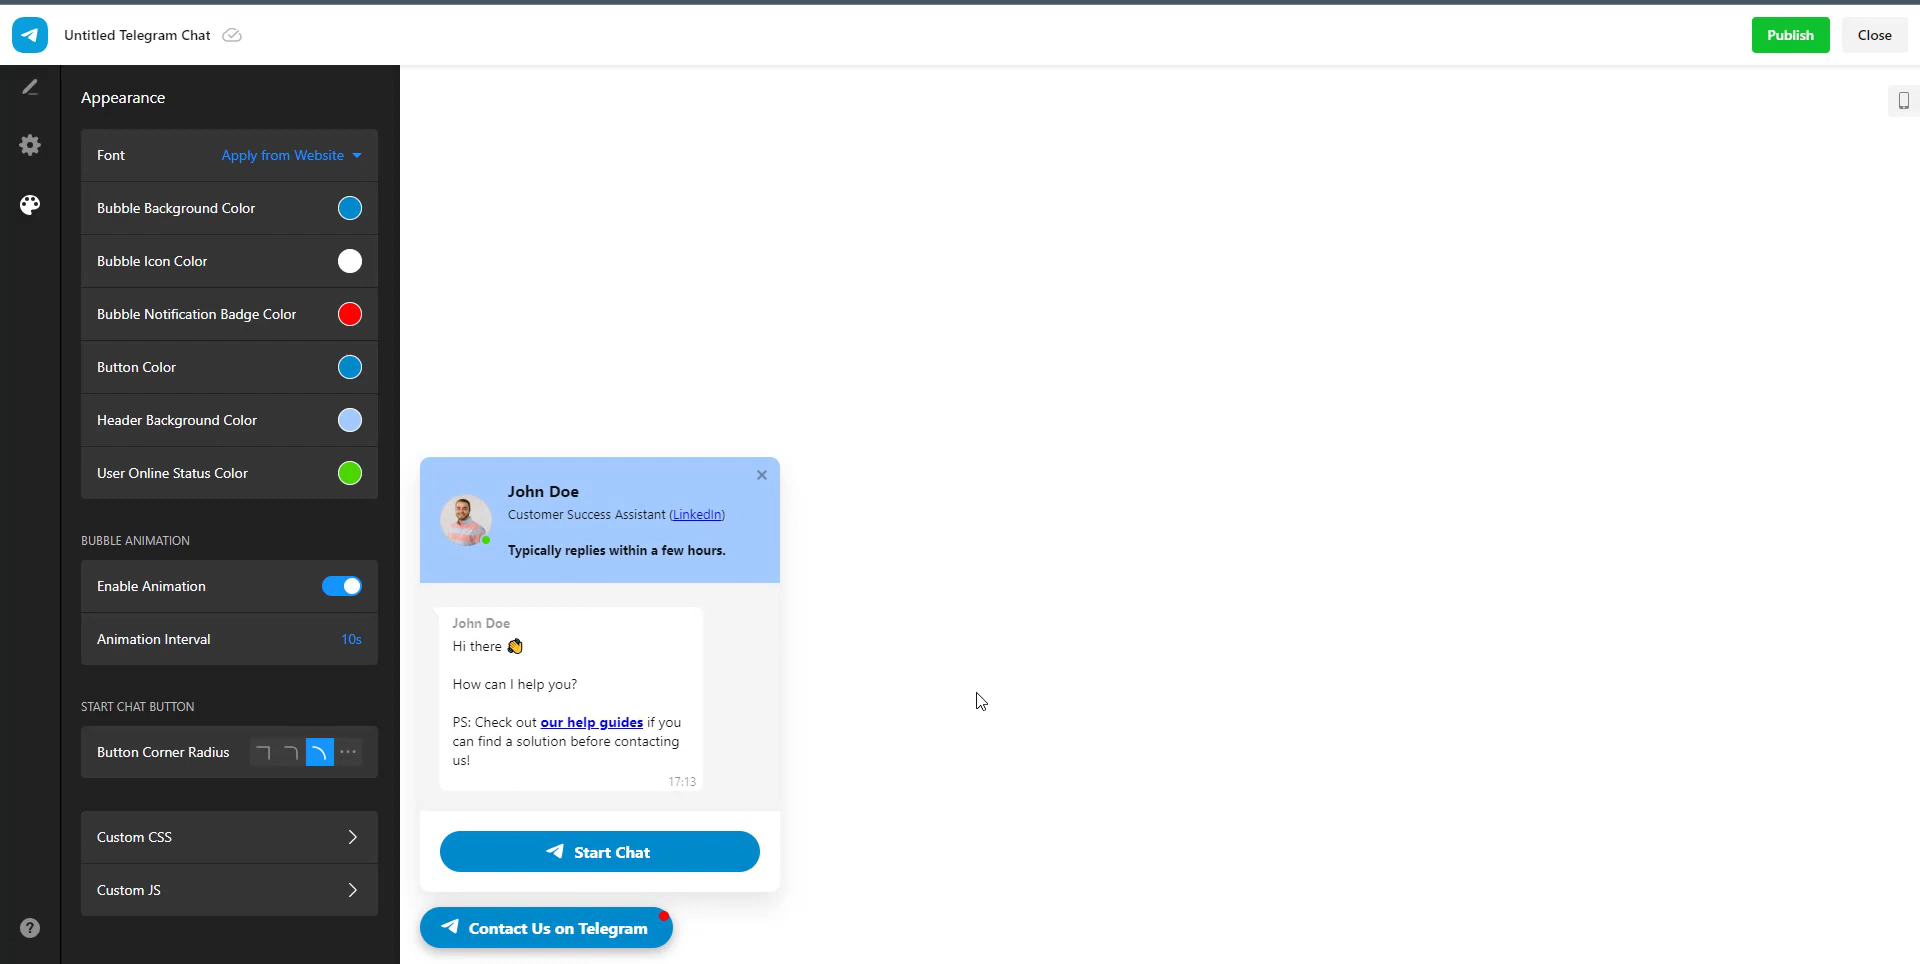 Untitled Telegram Chat
Publish
Close
Appearance
Font
Apply from Website
Bubble Background Color
Bubble Icon Color
Bubble Notification Badge Color
Button Color
Header Background Color
User Online Status Color
BUBBLE ANIMATION
Enable Animation
Animation Interval
10s
START CHAT BUTTON
Button Corner Radius
Custom CSS
Custom JS
?
John Doe
Customer Success Assistant (LinkedIn)
Typically replies within a few hours.
John Doe
Hi there 👏
How can I help you?
PS: Check out our help guides if you
can find a solution before contacting
us!
17:13
Start Chat
Contact Us on Telegram